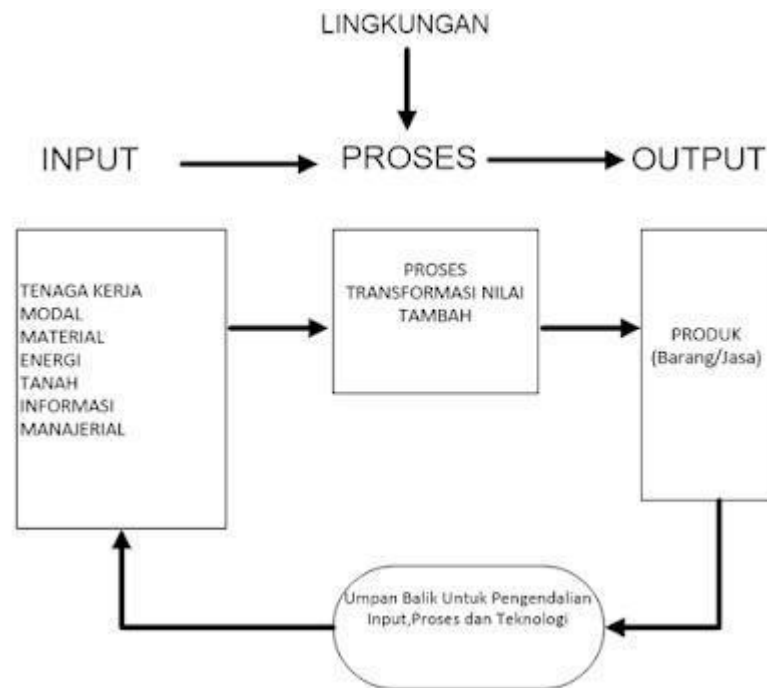 LINGKUNGAN
INPUT
PROSES
OUTPUT
TENAGA KERJA
MODAL
MATERIAL
ENERGI
TANAH
INFORMASI
MANAJERIAL
PROSES
TRANSFORMASI NILAI
TAMBAH
PRODUK
(Barang/Jasa)
Umpan Balik Untuk Pengendalian
Input,Proses dan Teknologi